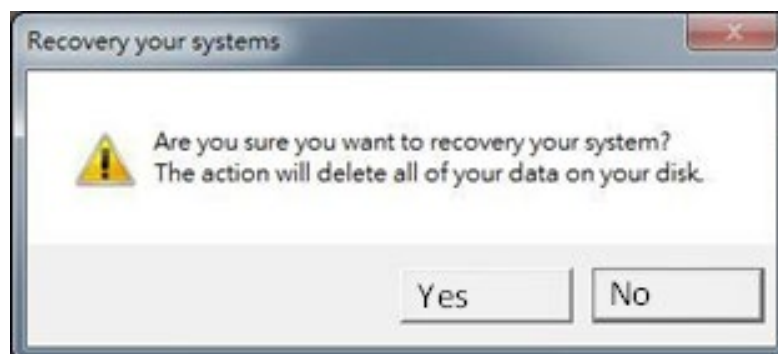 Recovery your systems
Are you sure you want to recovery your system?
The action will delete all of your data on your disk.
Yes
No